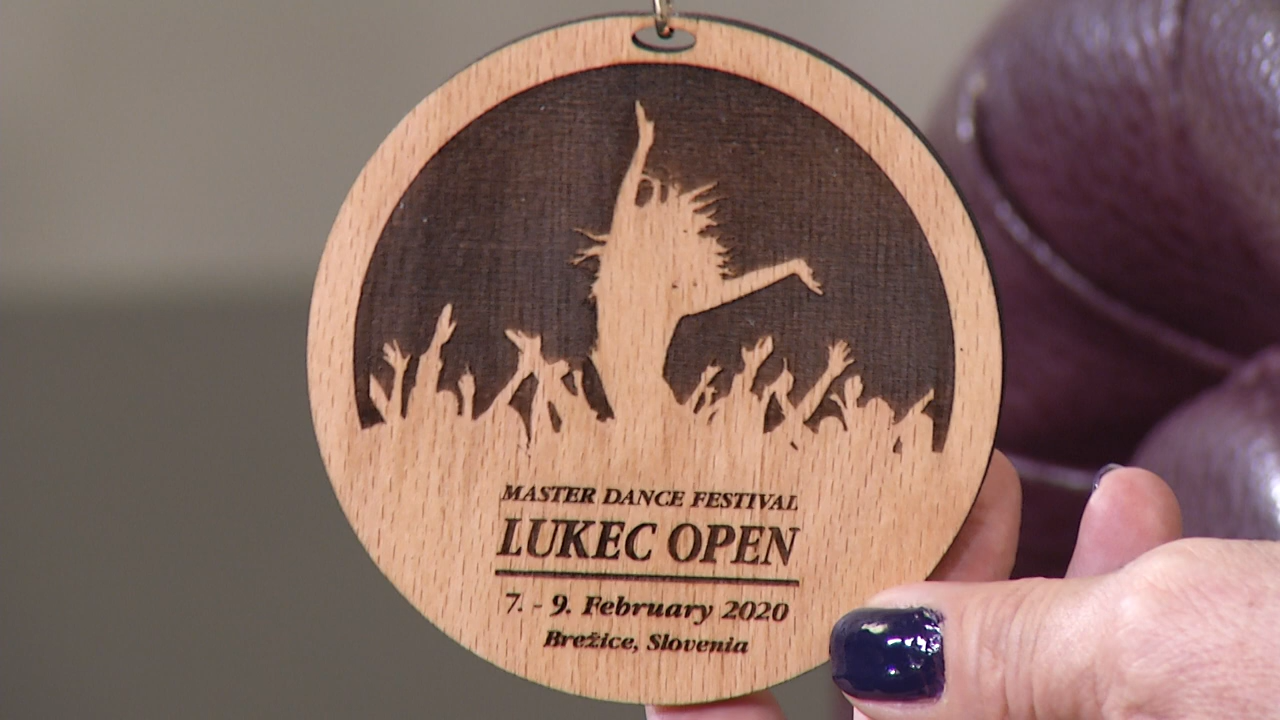 MASTER DANCE FESTIVAL
LUKEC OPEN
7. - 9. February 2020
Brežice, Slovenia